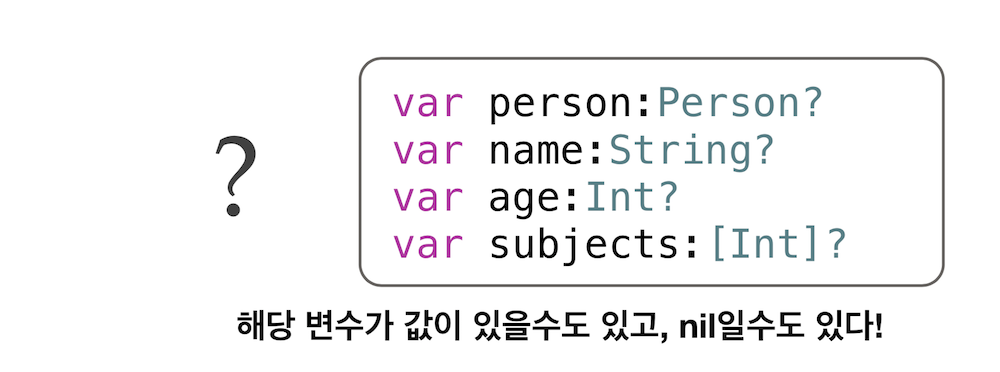 ?
var person:Person?
var name:String?
var age:Int?
var subjects:[Int]?
해당 변수가 값이 있을수도 있고, nil일수도 있다!